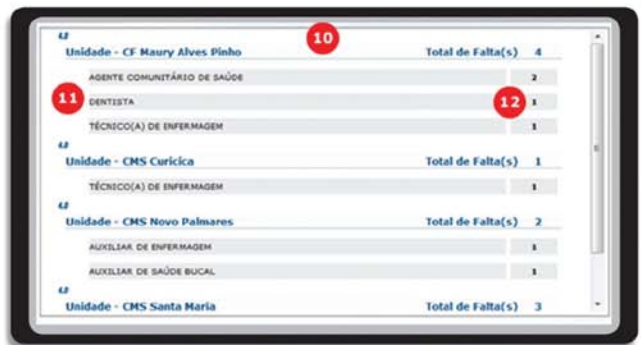 10
Unidade - CF Maury Alves Pinho Total de Falta(s) 4
AGENTE COMUNITÁRIO DE SAÚDE 2
11 DENTISTA 12 1
TÉCNICO(A) DE ENFERMAGEM 1
Unidade - CMS Curicica Total de Falta(s) 1
TÉCNICO(A) DE ENFERMAGEM 1
Unidade - CMS Novo Palmares Total de Falta(s) 2
AUXILIAR DE ENFERMAGEM 1
AUXILIAR DE SAÚDE BUCAL 1
Unidade - CMS Santa Maria Total de Falta(s) 3